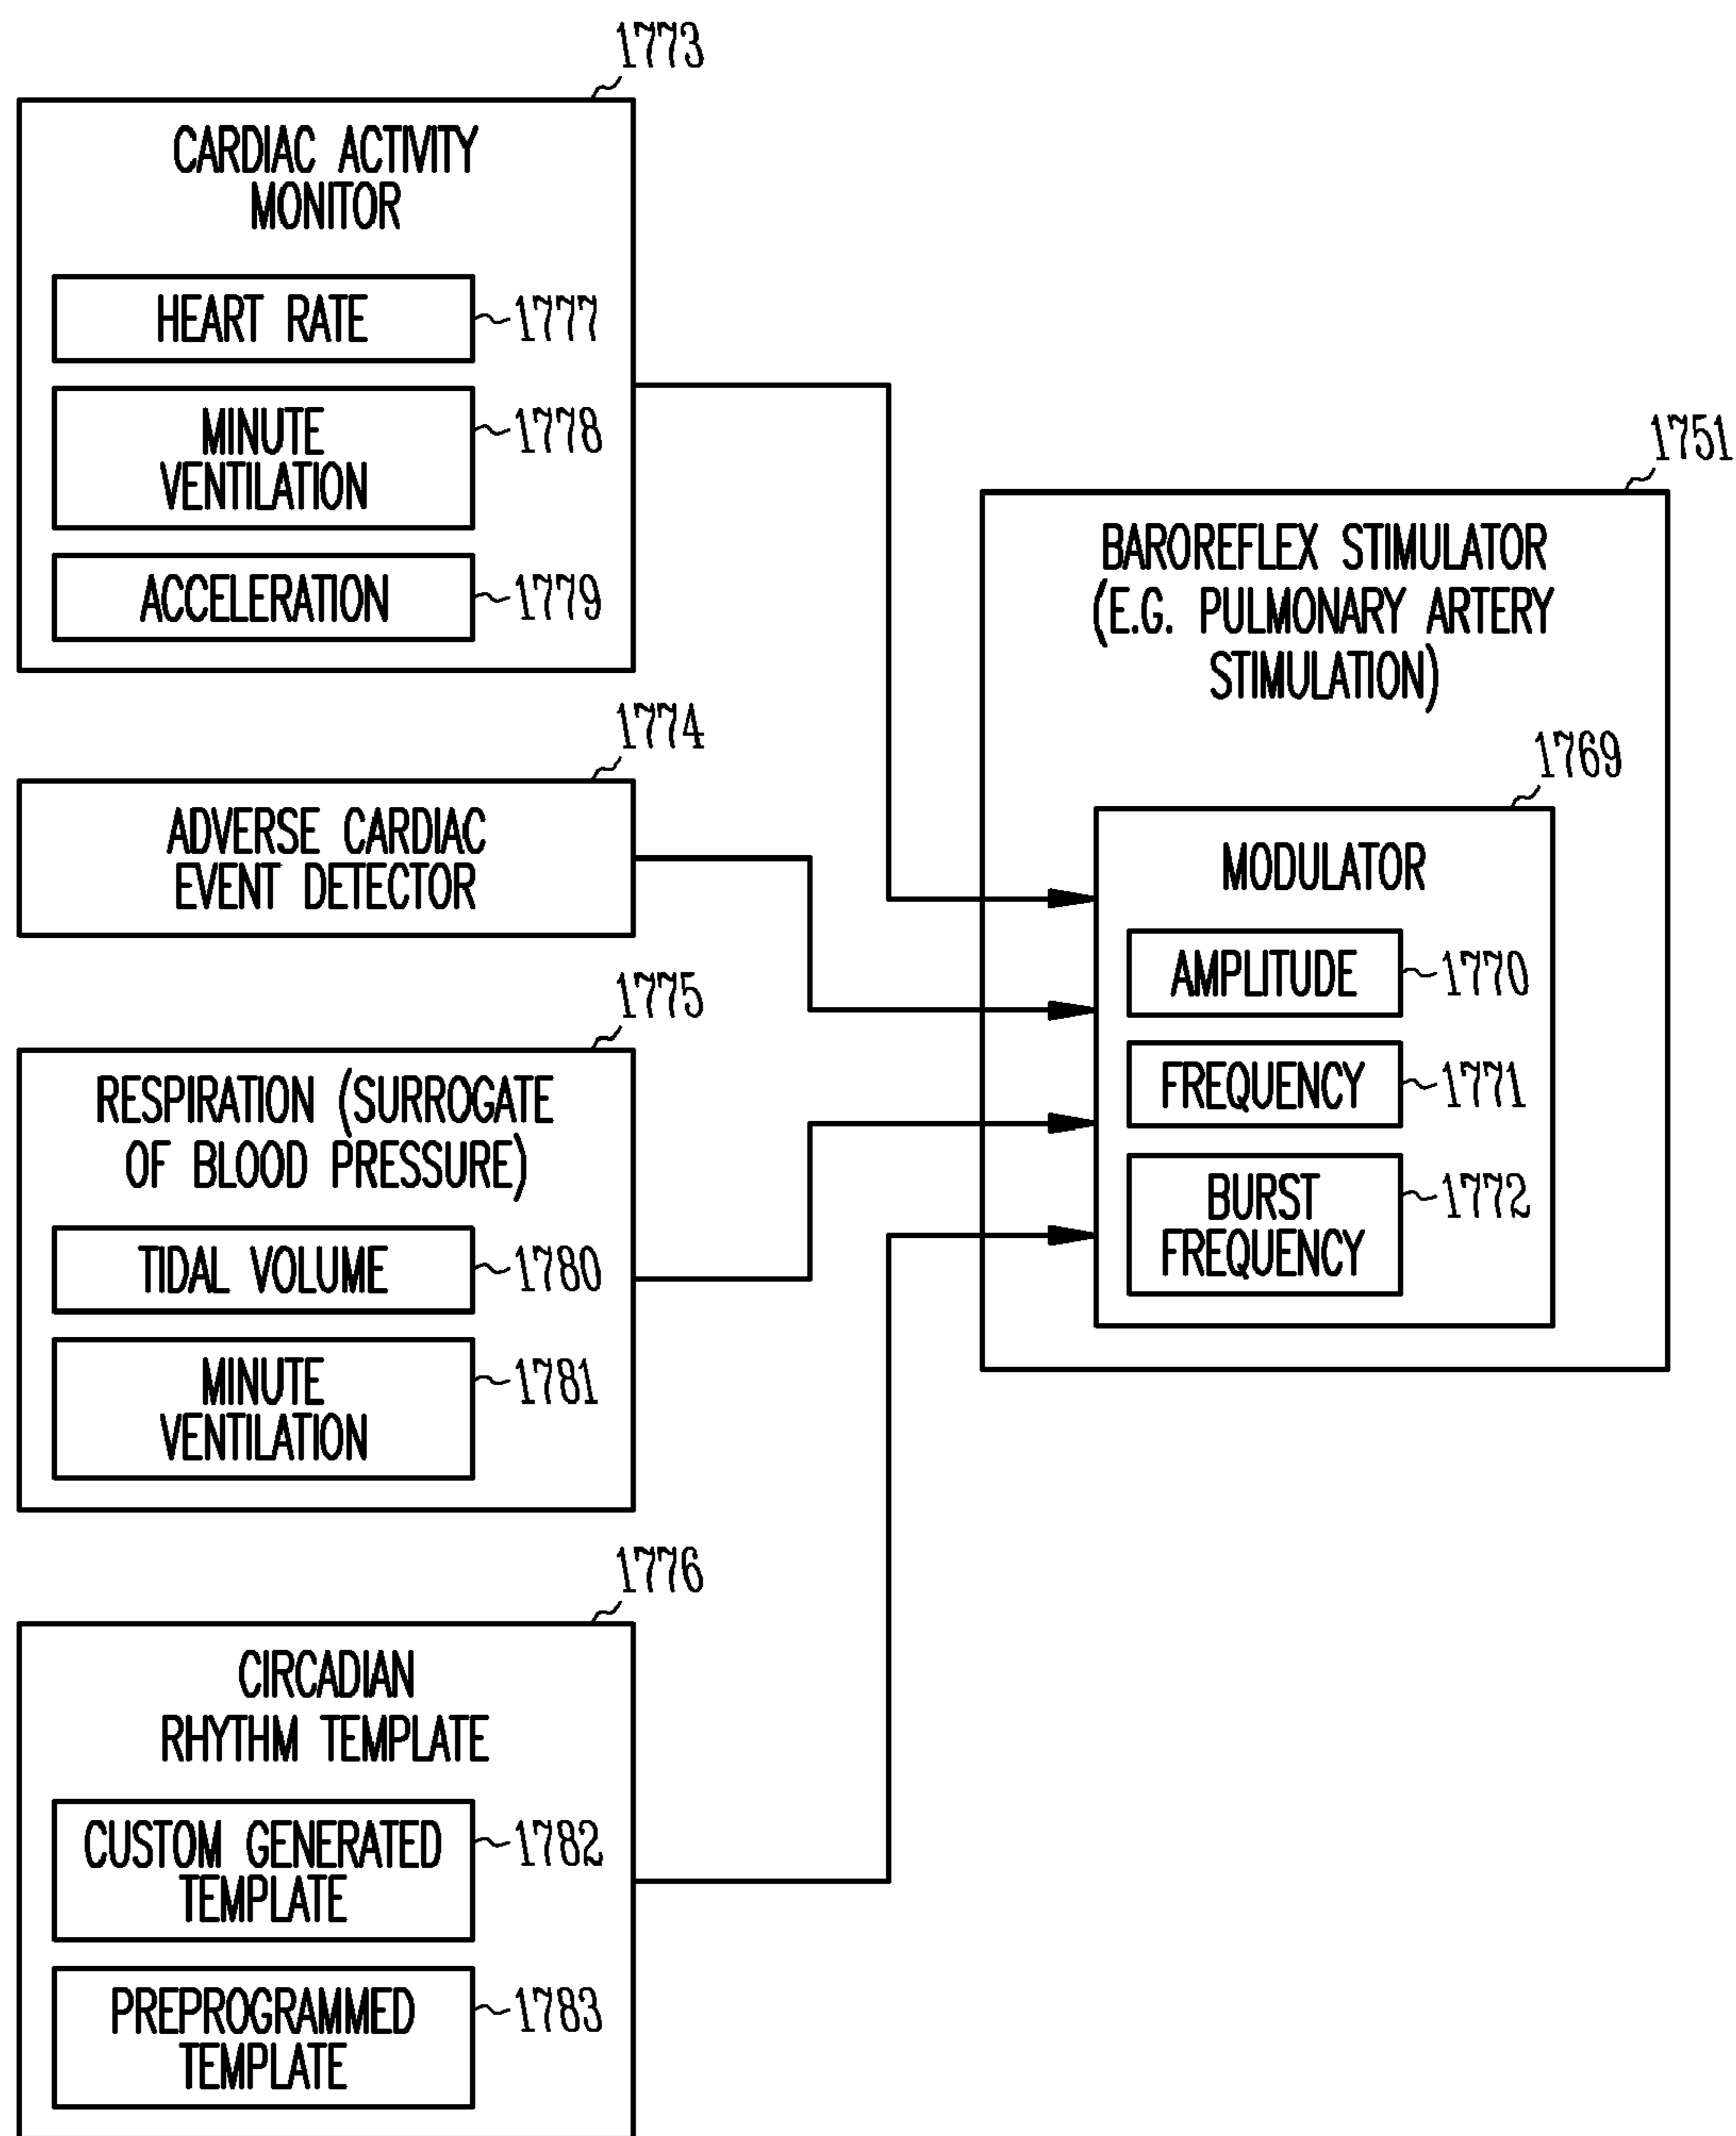 1773
CARDIAC ACTIVITY
MONITOR
HEART RATE
1777
MINUTE
VENTILATION
1778
ACCELERATION
1779
1774
ADVERSE CARDIAC
EVENT DETECTOR
1775
RESPIRATION (SURROGATE
OF BLOOD PRESSURE)
TIDAL VOLUME
1780
MINUTE
VENTILATION
1781
1776
CIRCADIAN
RHYTHM TEMPLATE
CUSTOM GENERATED
TEMPLATE
1782
PREPROGRAMMED
TEMPLATE
1783
1751
BAROREFLEX STIMULATOR
(E.G. PULMONARY ARTERY
STIMULATION)
1769
MODULATOR
AMPLITUDE
1770
FREQUENCY
1771
BURST
FREQUENCY
1772